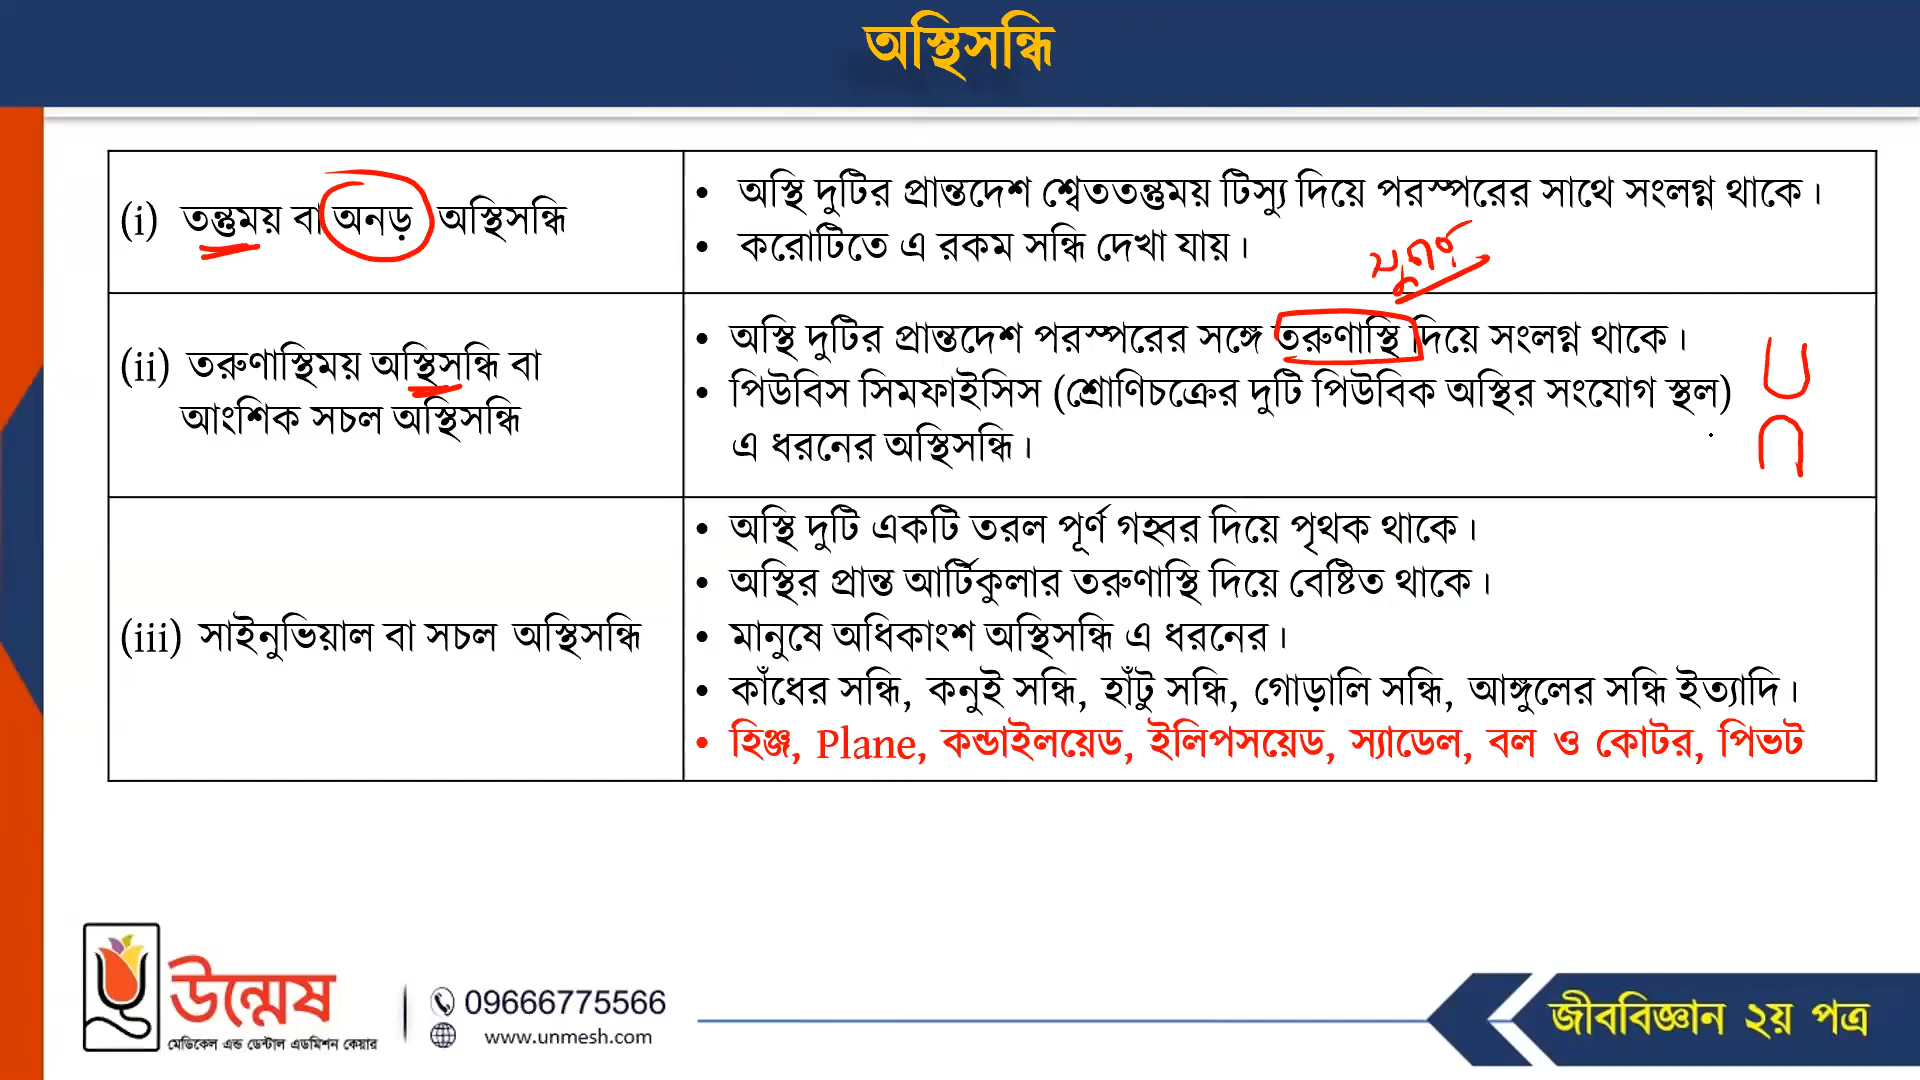 অস্থিসন্ধি
(i) তন্তুময় বা অনড় অস্থিসন্ধি
• অস্থি দুটির প্রান্তদেশ শ্বেততন্তুময় টিস্যু দিয়ে পরস্পরের সাথে সংলগ্ন থাকে।
• করোটিতে এ রকম সন্ধি দেখা যায়।
(ii) তরুণাস্থিময় অস্থিসন্ধি বা
আংশিক সচল অস্থিসন্ধি
• অস্থি দুটির প্রান্তদেশ পরস্পরের সঙ্গে তরুণাস্থি দিয়ে সংলগ্ন থাকে।
• পিউবিস সিমফাইসিস (শ্রোণিচক্রের দুটি পিউবিক অস্থির সংযোগ স্থল)
এ ধরনের অস্থিসন্ধি।
(iii) সাইনুভিয়াল বা সচল অস্থিসন্ধি
• অস্থি দুটি একটি তরল পূর্ণ গহ্বর দিয়ে পৃথক থাকে।
• অস্থির প্রান্ত আর্টিকুলার তরুণাস্থি দিয়ে বেষ্টিত থাকে।
• মানুষে অধিকাংশ অস্থিসন্ধি এ ধরনের।
• কাঁধের সন্ধি, কনুই সন্ধি, হাঁটু সন্ধি, গোড়ালি সন্ধি, আঙ্গুলের সন্ধি ইত্যাদি।
• হিঞ্জ, Plane, কন্ডাইলয়েড, ইলিপসয়েড, স্যাডেল, বল ও কোটর, পিভট
উন্মেষ
মেডিকেল এন্ড ডেন্টাল এডমিশন কেয়ার
09666775566
www.unmesh.com
জীববিজ্ঞান ২য় পত্র